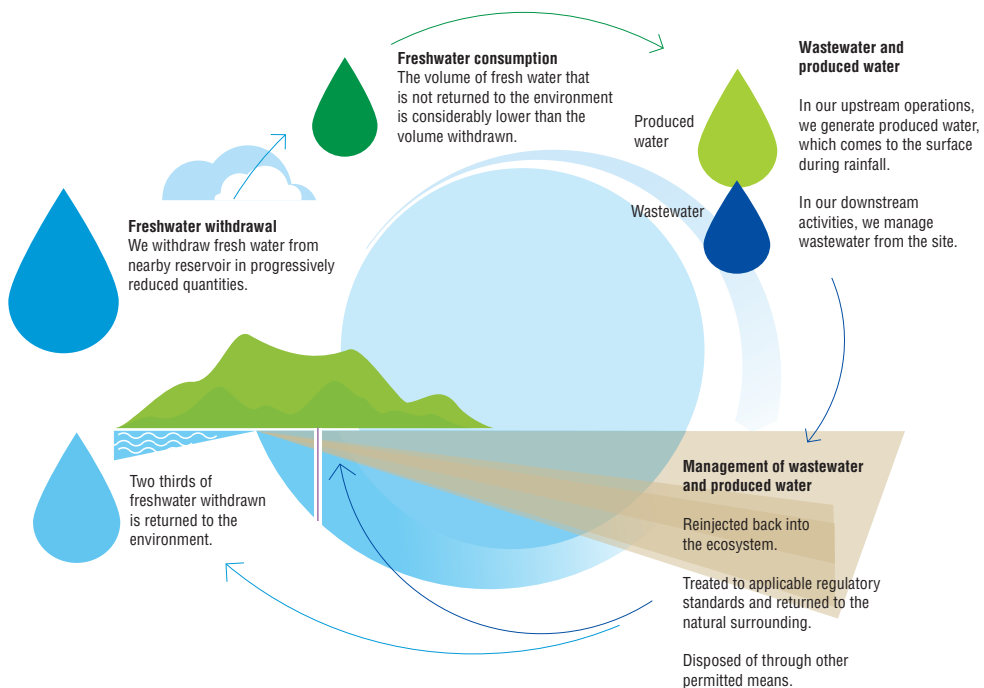 Freshwater consumption
The volume of fresh water that
is not returned to the environment
is considerably lower than the
volume withdrawn.
Wastewater and
produced water
In our upstream operations,
we generate produced water,
which comes to the surface
during rainfall.
In our downstream
activities, we manage
wastewater from the site.
Produced
water
Wastewater
Freshwater withdrawal
We withdraw fresh water from
nearby reservoir in progressively
reduced quantities.
Two thirds of
freshwater withdrawn
is returned to the
environment.
Management of wastewater
and produced water
Reinjected back into
the ecosystem.
Treated to applicable regulatory
standards and returned to the
natural surrounding.
Disposed of through other
permitted means.